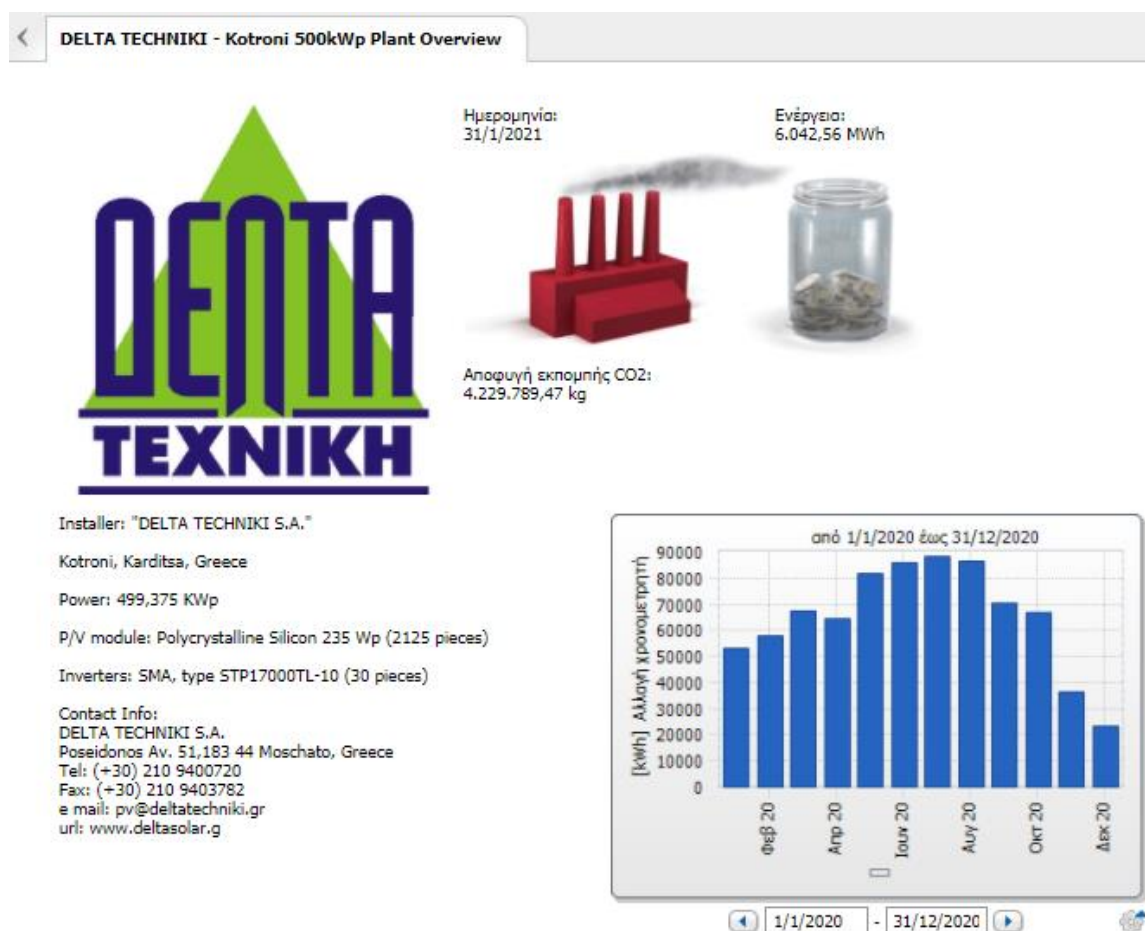 DELTA TECHNIKI - Kotroni 500kWp Plant Overview
Ημερομηνία:
31/1/2021
Ενέργεια:
6.042,56 MWh
ΔΕΛΤΑ
ΤΕΧΝΙΚΗ
Αποφυγή εκπομπής CO2:
4.229.789,47 kg
Installer: "DELTA TECHNIKI S.A."
Kotroni, Karditsa, Greece
Power: 499,375 KWp
P/V module: Polycrystalline Silicon 235 Wp (2125 pieces)
Inverters: SMA, type STP17000TL-10 (30 pieces)
Contact Info:
DELTA TECHNIKI S.A.
Poseidonos Av. 51,183 44 Moschato, Greece
Tel: (+30) 210 9400720
Fax: (+30) 210 9403782
e mail: pv@deltatechniki.gr
url: www.deltasolar.g
από 1/1/2020 έως 31/12/2020
[kWh] Αλλαγή χρονομετρητή
90000
80000
70000
60000
50000
40000
30000
20000
10000
0
Φεβ 20
Απρ 20
Ιουν 20
Αυγ 20
Οκτ 20
Δεκ 20
1/1/2020 - 31/12/2020